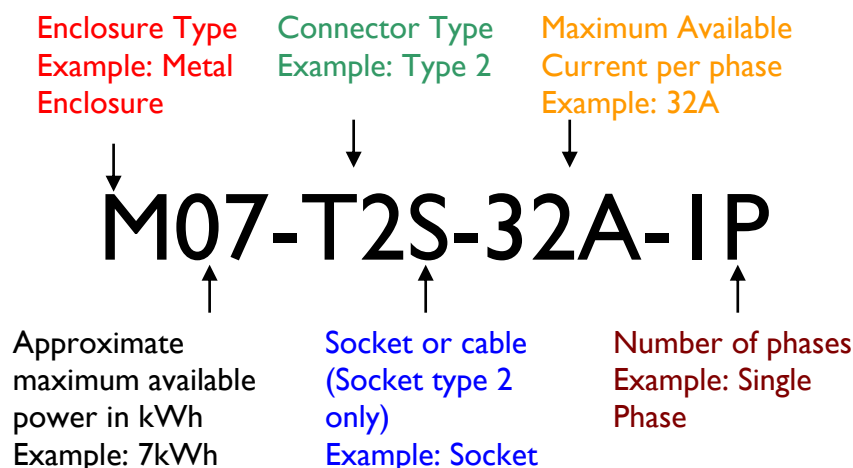 Enclosure Type
Example: Metal
Enclosure
Connector Type
Example: Type 2
Maximum Available
Current per phase
Example: 32A
M07-T2S-32A-1P
Approximate
maximum available
power in kWh
Example: 7kWh
Socket or cable
(Socket type 2
only)
Example: Socket
Number of phases
Example: Single
Phase